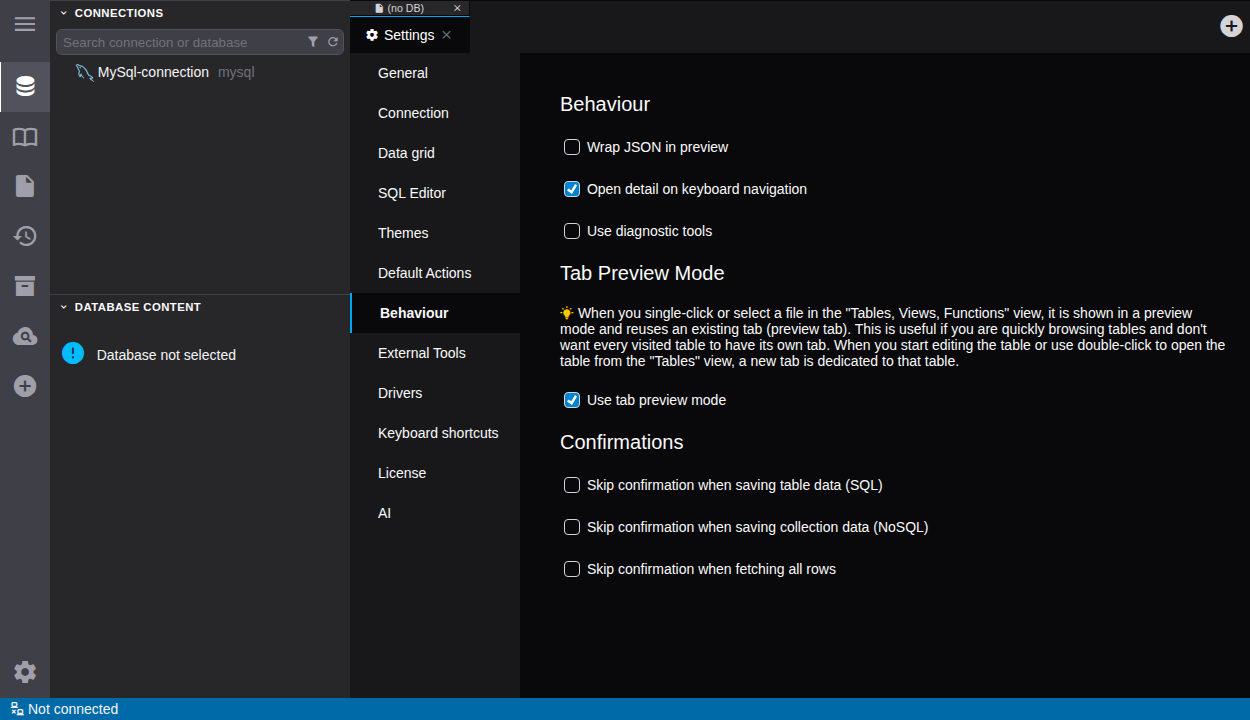 CONNECTIONS
Search connection or database
MySql-connection mysql
DATABASE CONTENT
Database not selected
(no DB)
Settings
General
Connection
Data grid
SQL Editor
Themes
Default Actions
Behaviour
External Tools
Drivers
Keyboard shortcuts
License
AI
Behaviour
Wrap JSON in preview
Open detail on keyboard navigation
Use diagnostic tools
Tab Preview Mode
When you single-click or select a file in the "Tables, Views, Functions" view, it is shown in a preview
mode and reuses an existing tab (preview tab). This is useful if you are quickly browsing tables and don't
want every visited table to have its own tab. When you start editing the table or use double-click to open the
table from the "Tables" view, a new tab is dedicated to that table.
Use tab preview mode
Confirmations
Skip confirmation when saving table data (SQL)
Skip confirmation when saving collection data (NoSQL)
Skip confirmation when fetching all rows
Not connected